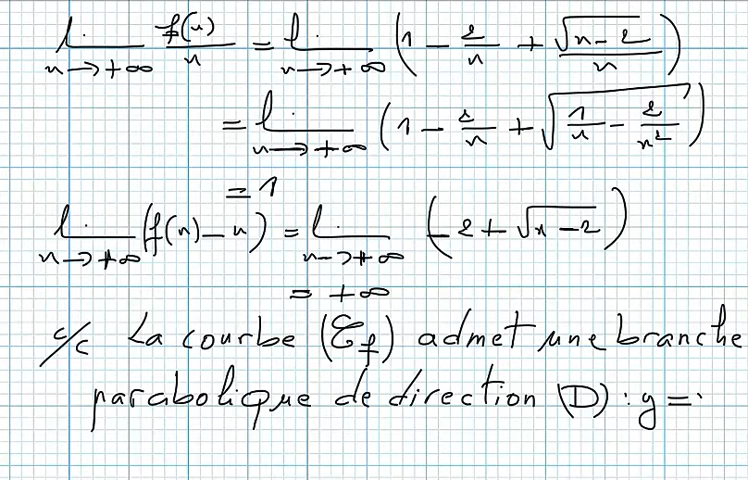 lim n→+∞ f(n)/n = lim n→+∞ (1 − 2/n + √(n−2)/n)
= lim n→+∞ (1 − 2/n + √(1/n − 2/n²))
= 1
lim n→+∞ (f(n) − n) = lim n→+∞ (−2 + √(n−2))
= +∞
c/c La courbe (𝒞f) admet une branche
parabolique de direction (D) : y =